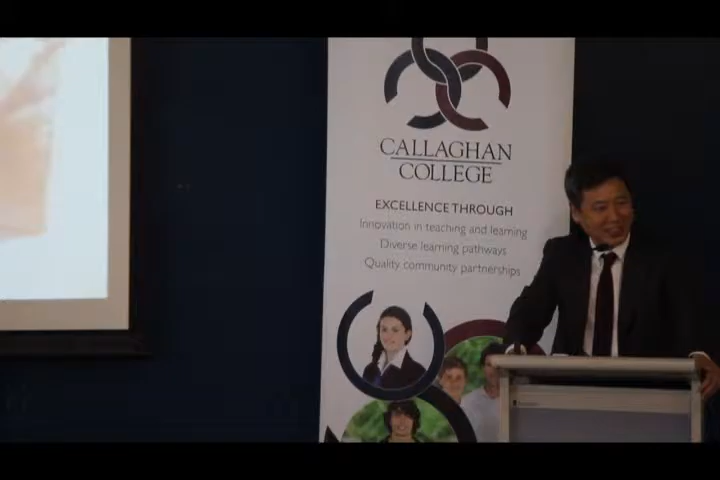 CALLAGHAN
COLLEGE
EXCELLENCE THROUGH
Innovation in teaching and learning
Diverse learning pathways
Quality community partnerships